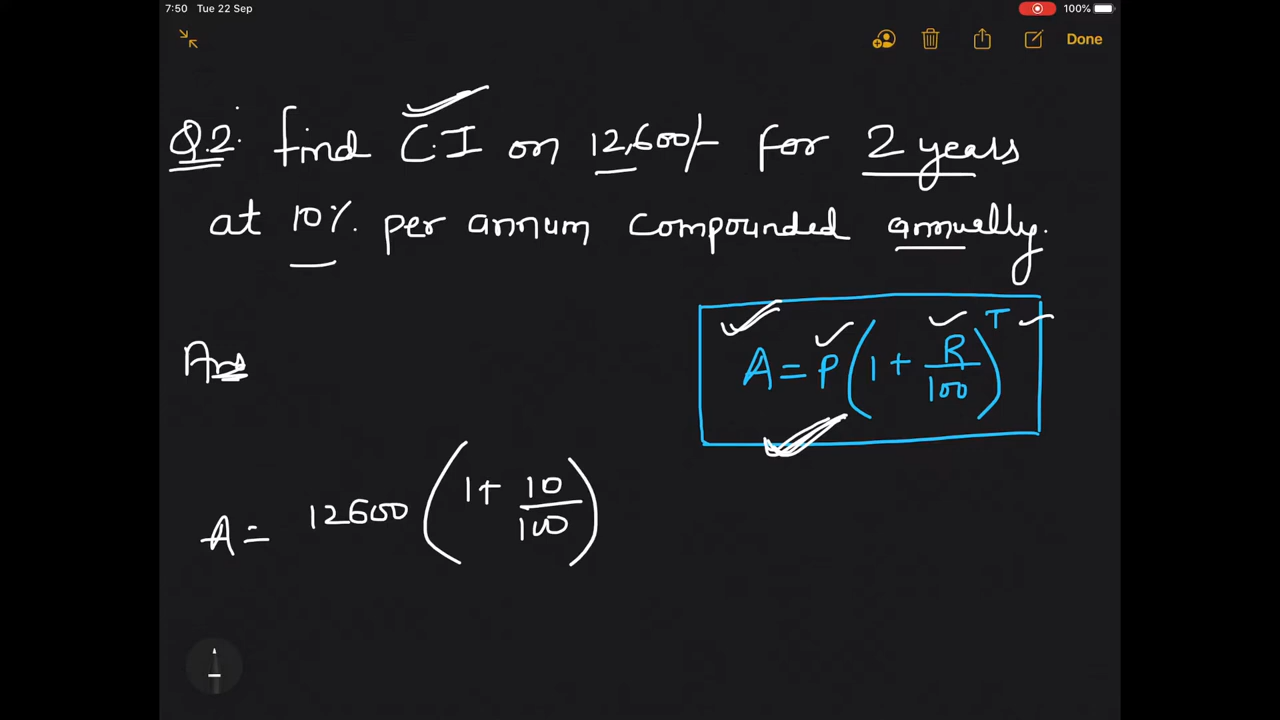 7:50 Tue 22 Sep
100%
Done
Q.2: find C.I on 12,600/- for 2 years
at 10% per annum compounded annually.
Ans
A = P(1 + R/100)^T
A = 12600 (1 + 10/100)